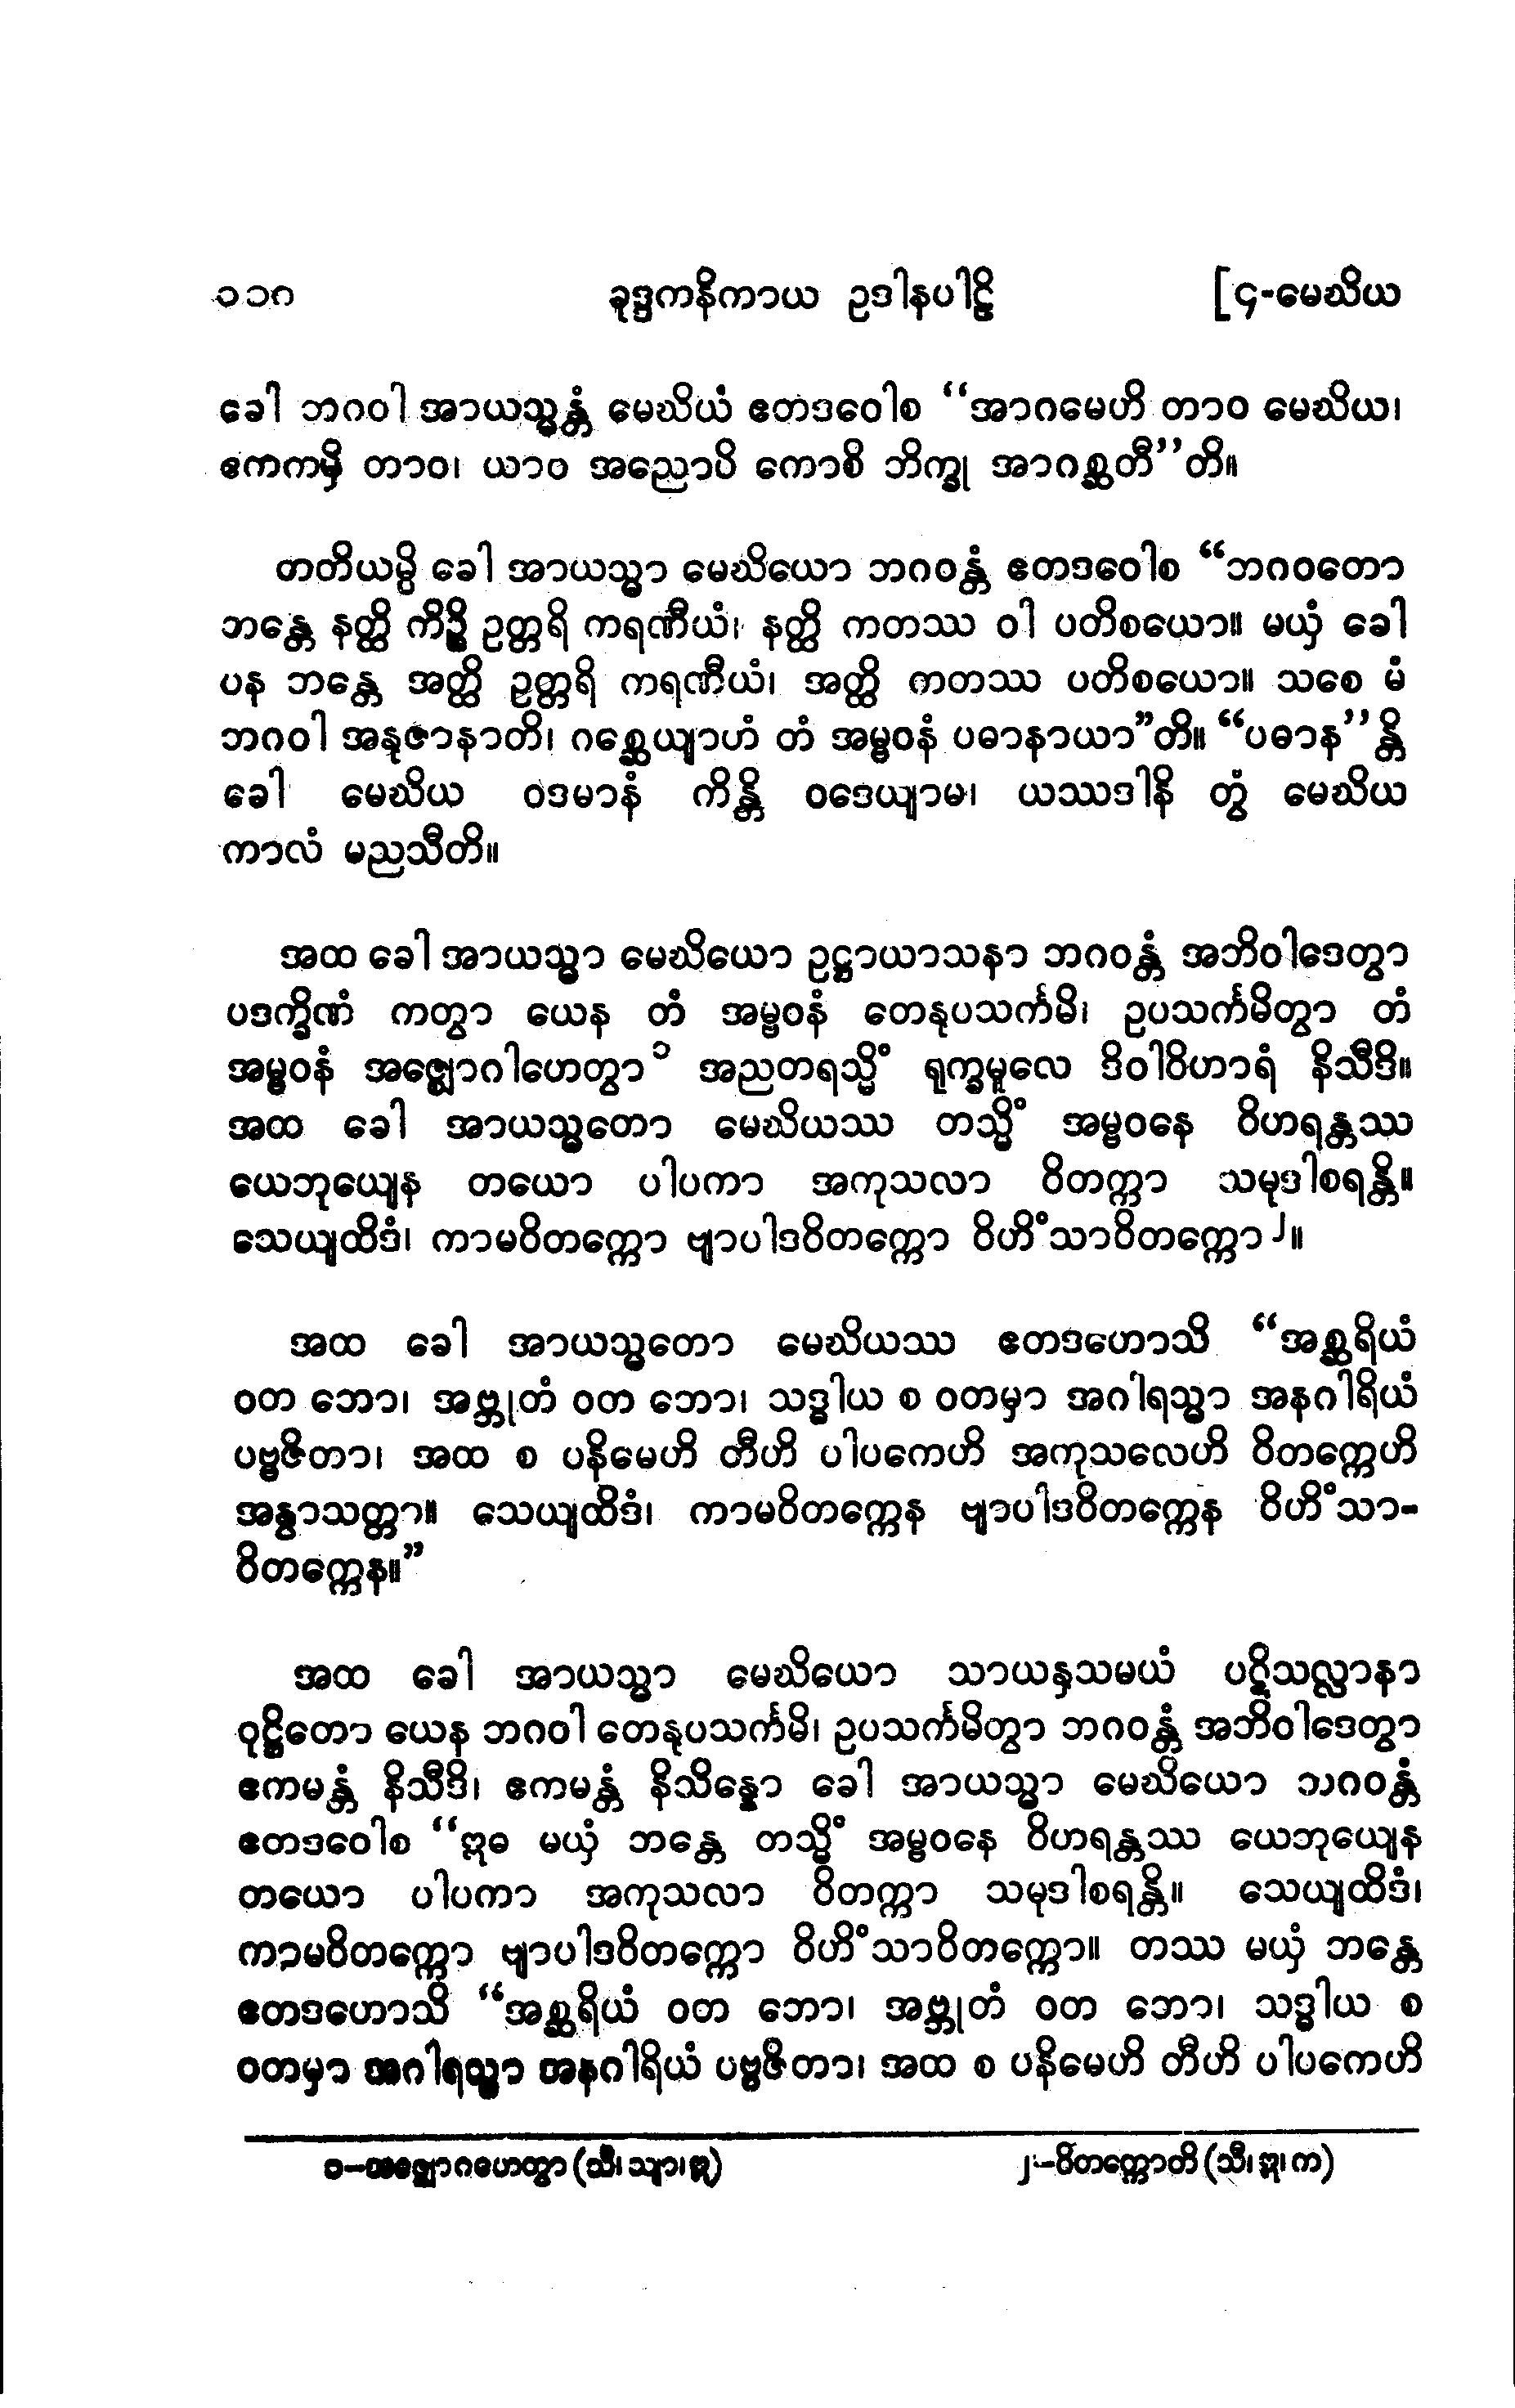 ၁၁၈ ခုဒ္ဒကနိကာယ ဥဒါနပါဠိ [၄-မေဃိယ
ခေါ ဘဂဝါ အာယသ္မန္တံ မေဃိယံ ဧတဒဝေါစ “အာဂမေဟိ တာဝ မေဃိယ၊
ဧကကမှိ တာဝ၊ ယာဝ အညောပိ ကောစိ ဘိက္ခု အာဂစ္ဆတီ”တိ။
တတိယမ္ပိ ခေါ အာယသ္မာ မေဃိယော ဘဂဝန္တံ ဧတဒဝေါစ “ဘဂဝတော
ဘန္တေ နတ္ထိ ကိဉ္စိ ဥတ္တရိ ကရဏီယံ၊ နတ္ထိ ကတဿ ဝါ ပတိစယော။ မယှံ ခေါ
ပန ဘန္တေ အတ္ထိ ဥတ္တရိ ကရဏီယံ၊ အတ္ထိ ကတဿ ပတိစယော။ သစေ မံ
ဘဂဝါ အနုဇာနာတိ၊ ဂစ္ဆေယျာဟံ တံ အမ္ဗဝနံ ပဓာနာယာ”တိ။ “ပဓာန”န္တိ
ခေါ မေဃိယ ဝဒမာနံ ကိန္တိ ဝဒေယျာမ၊ ယဿဒါနိ တွံ မေဃိယ
ကာလံ မညသီတိ။
အထ ခေါ အာယသ္မာ မေဃိယော ဥဋ္ဌာယာသနာ ဘဂဝန္တံ အဘိဝါဒေတွာ
ပဒက္ခိဏံ ကတွာ ယေန တံ အမ္ဗဝနံ တေနုပသင်္ကမိ၊ ဥပသင်္ကမိတွာ တံ
အမ္ဗဝနံ အဇ္ဈောဂါဟေတွာ ၁ အညတရသ္မိံ ရုက္ခမူလေ ဒိဝါဝိဟာရံ နိသီဒိ။
အထ ခေါ အာယသ္မတော မေဃိယဿ တသ္မိံ အမ္ဗဝနေ ဝိဟရန္တဿ
ယေဘုယျေန တယော ပါပကာ အကုသလာ ဝိတက္ကာ သမုဒါစရန္တိ။
သေယျထိဒံ၊ ကာမဝိတက္ကော ဗျာပါဒဝိတက္ကော ဝိဟိံသာဝိတက္ကော ၂။
အထ ခေါ အာယသ္မတော မေဃိယဿ ဧတဒဟောသိ “အစ္ဆရိယံ
ဝတ ဘော၊ အဗ္ဘုတံ ဝတ ဘော၊ သဒ္ဓါယ စ ဝတမှာ အဂါရသ္မာ အနဂါရိယံ
ပဗ္ဗဇိတာ၊ အထ စ ပနိမေဟိ တီဟိ ပါပကေဟိ အကုသလေဟိ ဝိတက္ကေဟိ
အနွာသတ္တာ။ သေယျထိဒံ၊ ကာမဝိတက္ကေန ဗျာပါဒဝိတက္ကေန ဝိဟိံသာ-
ဝိတက္ကေန။”
အထ ခေါ အာယသ္မာ မေဃိယော သာယနှသမယံ ပဋိသလ္လာနာ
ဝုဋ္ဌိတော ယေန ဘဂဝါ တေနုပသင်္ကမိ၊ ဥပသင်္ကမိတွာ ဘဂဝန္တံ အဘိဝါဒေတွာ
ဧကမန္တံ နိသီဒိ၊ ဧကမန္တံ နိသိန္နော ခေါ အာယသ္မာ မေဃိယော ဘဂဝန္တံ
ဧတဒဝေါစ “ဣဓ မယှံ ဘန္တေ တသ္မိံ အမ္ဗဝနေ ဝိဟရန္တဿ ယေဘုယျေန
တယော ပါပကာ အကုသလာ ဝိတက္ကာ သမုဒါစရန္တိ။ သေယျထိဒံ၊
ကာမဝိတက္ကော ဗျာပါဒဝိတက္ကော ဝိဟိံသာဝိတက္ကော။ တဿ မယှံ ဘန္တေ
ဧတဒဟောသိ “အစ္ဆရိယံ ဝတ ဘော၊ အဗ္ဘုတံ ဝတ ဘော၊ သဒ္ဓါယ စ
ဝတမှာ အဂါရသ္မာ အနဂါရိယံ ပဗ္ဗဇိတာ၊ အထ စ ပနိမေဟိ တီဟိ ပါပကေဟိ
၁-အဇ္ဈောဂဟေတွာ (သီ၊ သျာ၊ ဣ) ၂-ဝိတက္ကောတိ (သီ၊ ဣ၊ က)